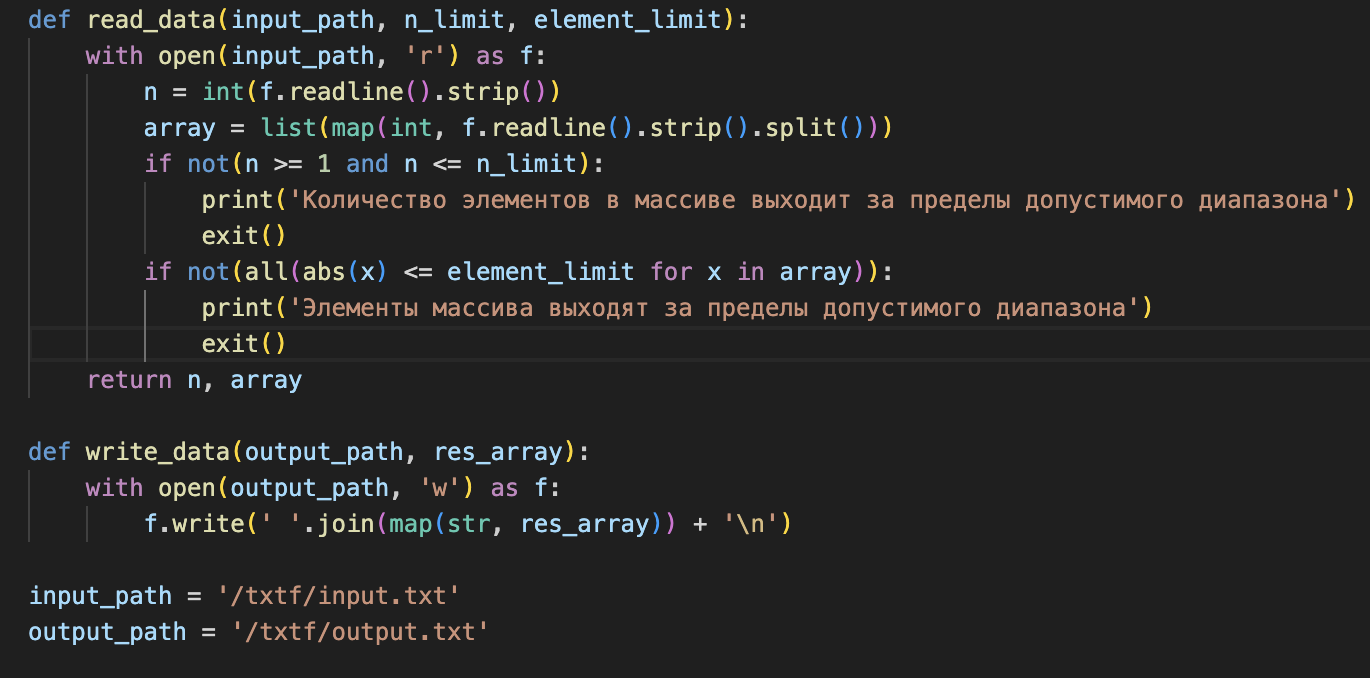 def read_data(input_path, n_limit, element_limit):
    with open(input_path, 'r') as f:
        n = int(f.readline().strip())
        array = list(map(int, f.readline().strip().split()))
        if not(n >= 1 and n <= n_limit):
            print('Количество элементов в массиве выходит за пределы допустимого диапазона')
            exit()
        if not(all(abs(x) <= element_limit for x in array)):
            print('Элементы массива выходят за пределы допустимого диапазона')
            exit()
    return n, array

def write_data(output_path, res_array):
    with open(output_path, 'w') as f:
        f.write(' '.join(map(str, res_array)) + '\n')

input_path = '/txtf/input.txt'
output_path = '/txtf/output.txt'